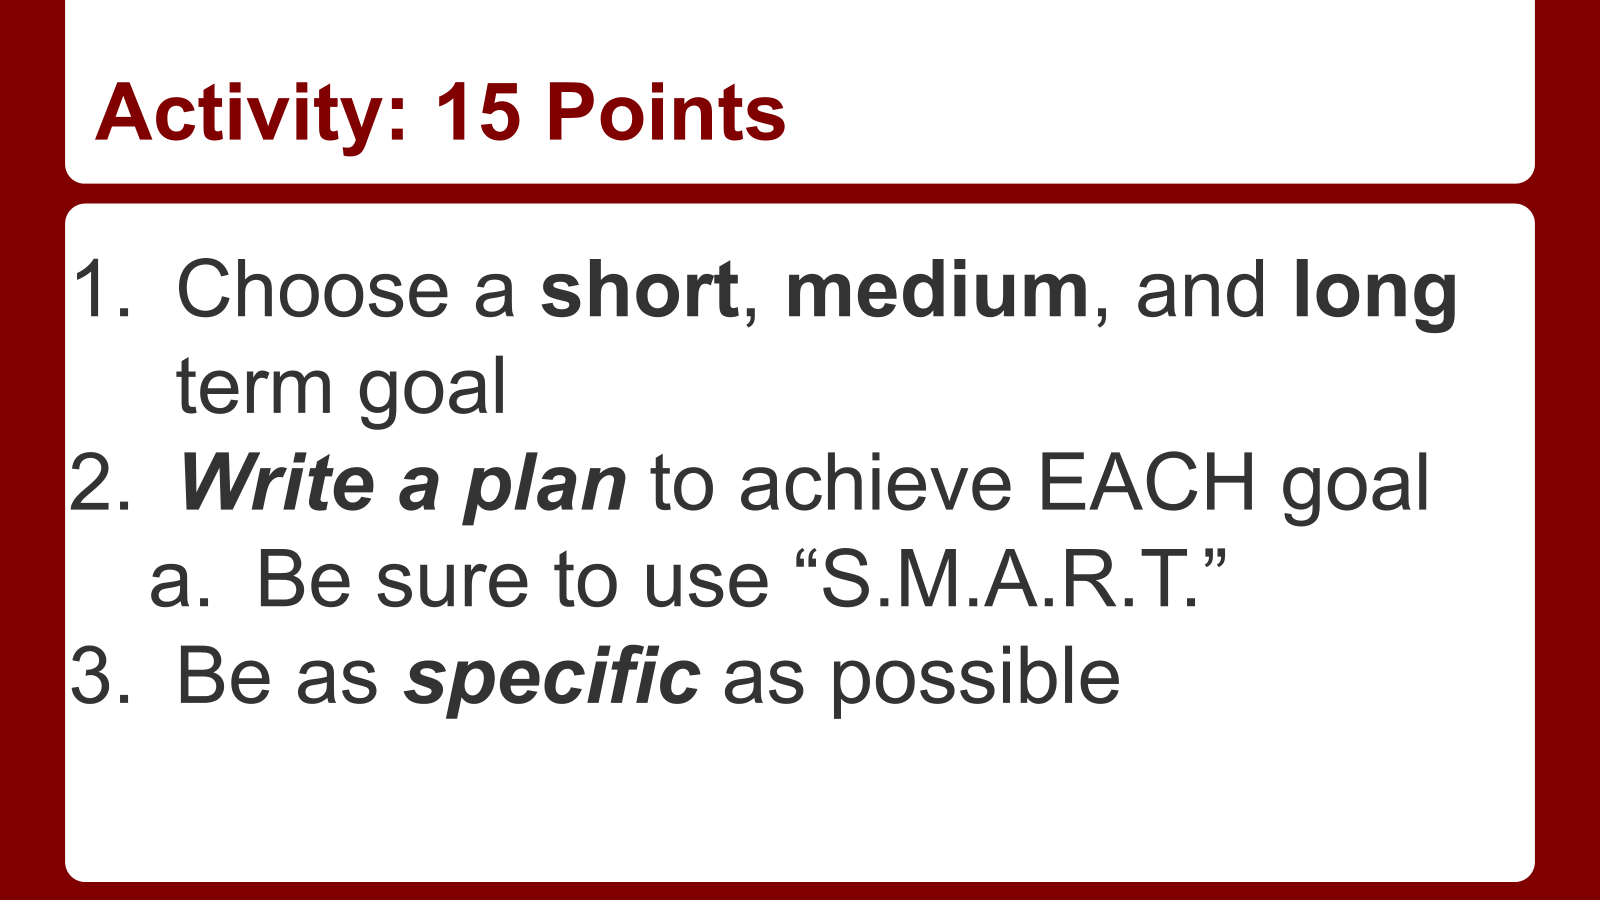 Activity: 15 Points
1. Choose a short, medium, and long
term goal
2. Write a plan to achieve EACH goal
a. Be sure to use “S.M.A.R.T.”
3. Be as specific as possible